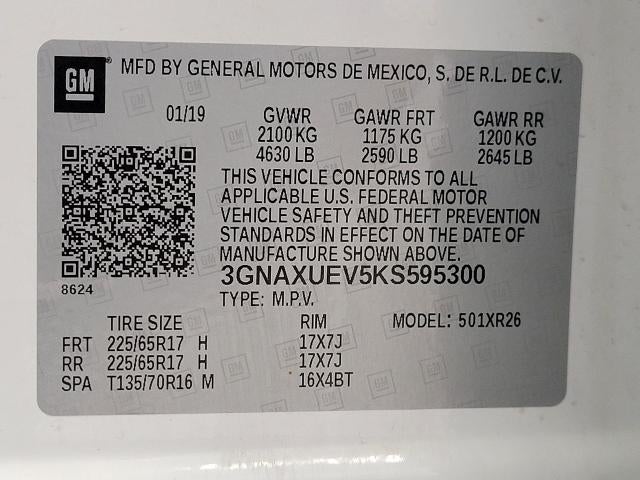 GM MFD BY GENERAL MOTORS DE MEXICO, S. DE R.L. DE C.V.
01/19 GVWR GAWR FRT GAWR RR
2100 KG 1175 KG 1200 KG
4630 LB 2590 LB 2645 LB
THIS VEHICLE CONFORMS TO ALL
APPLICABLE U.S. FEDERAL MOTOR
VEHICLE SAFETY AND THEFT PREVENTION
STANDARDS IN EFFECT ON THE DATE OF
MANUFACTURE SHOWN ABOVE.
3GNAXUEV5KS595300
8624
TYPE: M.P.V.
TIRE SIZE RIM MODEL: 501XR26
FRT 225/65R17 H 17X7J
RR 225/65R17 H 17X7J
SPA T135/70R16 M 16X4BT